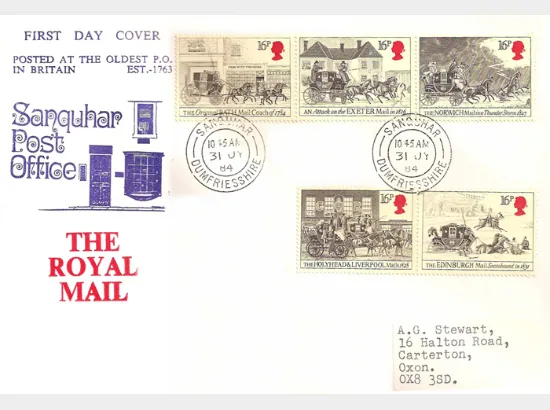 FIRST DAY COVER
POSTED AT THE OLDEST P.O.
IN BRITAIN EST.-1763
Sanquhar
Post
Office
THE
ROYAL
MAIL
16P
The Original BATH Mail Coach of 1784
16P
AN Attack on the EXETER Mail in 1816
16P
THE NORWICH Mail in a Thunder Storm 1827
SANQUHAR
10 45 AM
31 JY
84
DUMFRIESSHIRE
SANQUHAR
10 45 AM
31 JY
84
DUMFRIESSHIRE
16P
THE HOLYHEAD & LIVERPOOL Mails 1828
16P
THE EDINBURGH Mail Snowbound in 1831
A.G. Stewart,
16 Halton Road,
Carterton,
Oxon.
OX8 3SD.